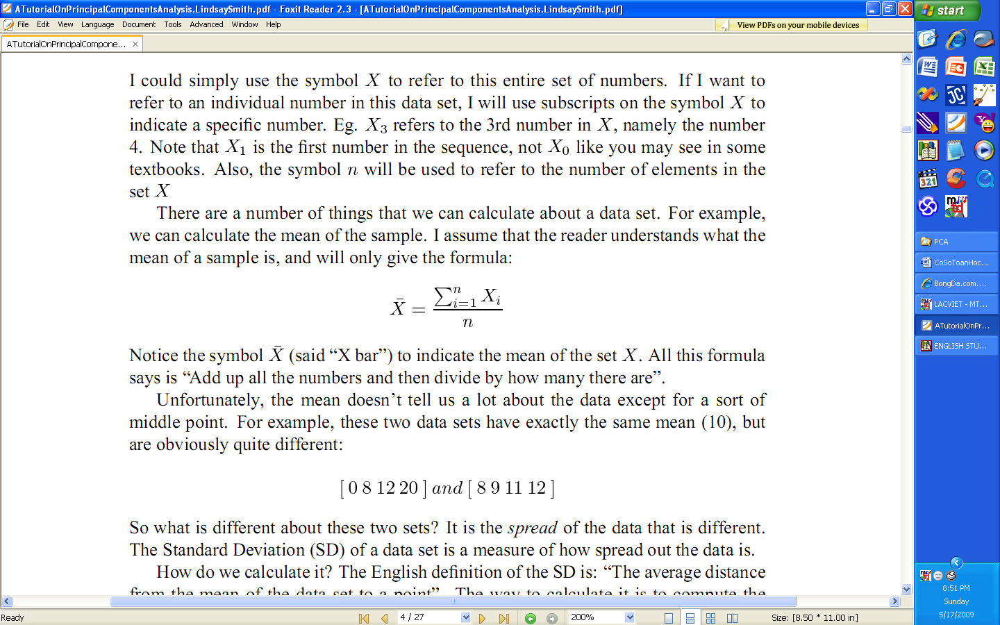 ATutorialOnPrincipalComponentsAnalysis.LindsaySmith.pdf - Foxit Reader 2.3 - [ATutorialOnPrincipalComponentsAnalysis.LindsaySmith.pdf]
File Edit View Language Document Tools Advanced Window Help
View PDFs on your mobile devices
ATutorialOnPrincipalCompone...
I could simply use the symbol X to refer to this entire set of numbers. If I want to
refer to an individual number in this data set, I will use subscripts on the symbol X to
indicate a specific number. Eg. X₃ refers to the 3rd number in X, namely the number
4. Note that X₁ is the first number in the sequence, not X₀ like you may see in some
textbooks. Also, the symbol n will be used to refer to the number of elements in the
set X
There are a number of things that we can calculate about a data set. For example,
we can calculate the mean of the sample. I assume that the reader understands what the
mean of a sample is, and will only give the formula:
X̄ = ∑ⁿᵢ₌₁ Xᵢ / n
Notice the symbol X̄ (said “X bar”) to indicate the mean of the set X. All this formula
says is “Add up all the numbers and then divide by how many there are”.
Unfortunately, the mean doesn’t tell us a lot about the data except for a sort of
middle point. For example, these two data sets have exactly the same mean (10), but
are obviously quite different:
[ 0 8 12 20 ] and [ 8 9 11 12 ]
So what is different about these two sets? It is the spread of the data that is different.
The Standard Deviation (SD) of a data set is a measure of how spread out the data is.
How do we calculate it? The English definition of the SD is: “The average distance
from the mean of the data set to a point”. The way to calculate it is to compute the
Ready
4 / 27
200%
Size: [8.50 * 11.00 in]
start
PCA
CoSoToanHoc...
BongDa.com....
LACVIET - MT...
ATutorialOnPr...
ENGLISH STU...
8:51 PM
Sunday
5/17/2009